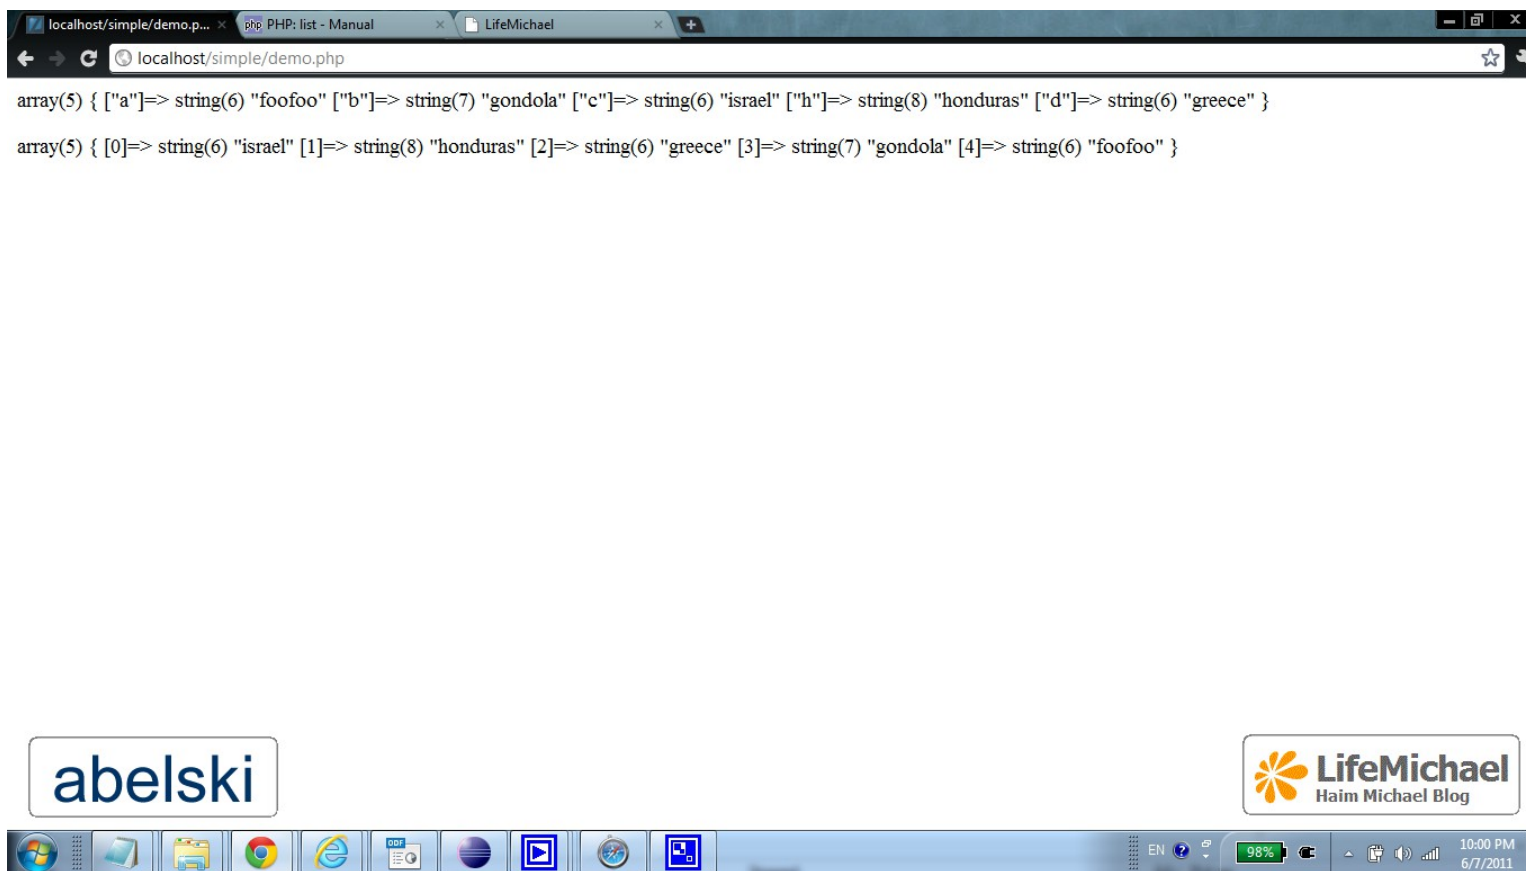 localhost/simple/demo.p...
php PHP: list - Manual
LifeMichael
localhost/simple/demo.php
array(5) { ["a"]=> string(6) "foofoo" ["b"]=> string(7) "gondola" ["c"]=> string(6) "israel" ["h"]=> string(8) "honduras" ["d"]=> string(6) "greece" }
array(5) { [0]=> string(6) "israel" [1]=> string(8) "honduras" [2]=> string(6) "greece" [3]=> string(7) "gondola" [4]=> string(6) "foofoo" }
abelski
LifeMichael
Haim Michael Blog
ODF
EN
98%
10:00 PM
6/7/2011